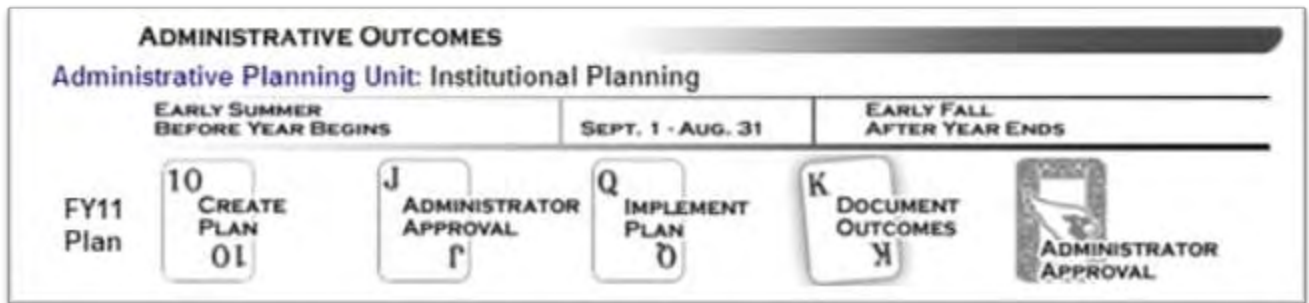 ADMINISTRATIVE OUTCOMES
Administrative Planning Unit: Institutional Planning
EARLY SUMMER
BEFORE YEAR BEGINS
SEPT. 1 - AUG. 31
EARLY FALL
AFTER YEAR ENDS
FY11
Plan
10
CREATE
PLAN
10
J
ADMINISTRATOR
APPROVAL
J
Q
IMPLEMENT
PLAN
Q
K
DOCUMENT
OUTCOMES
K
ADMINISTRATOR
APPROVAL